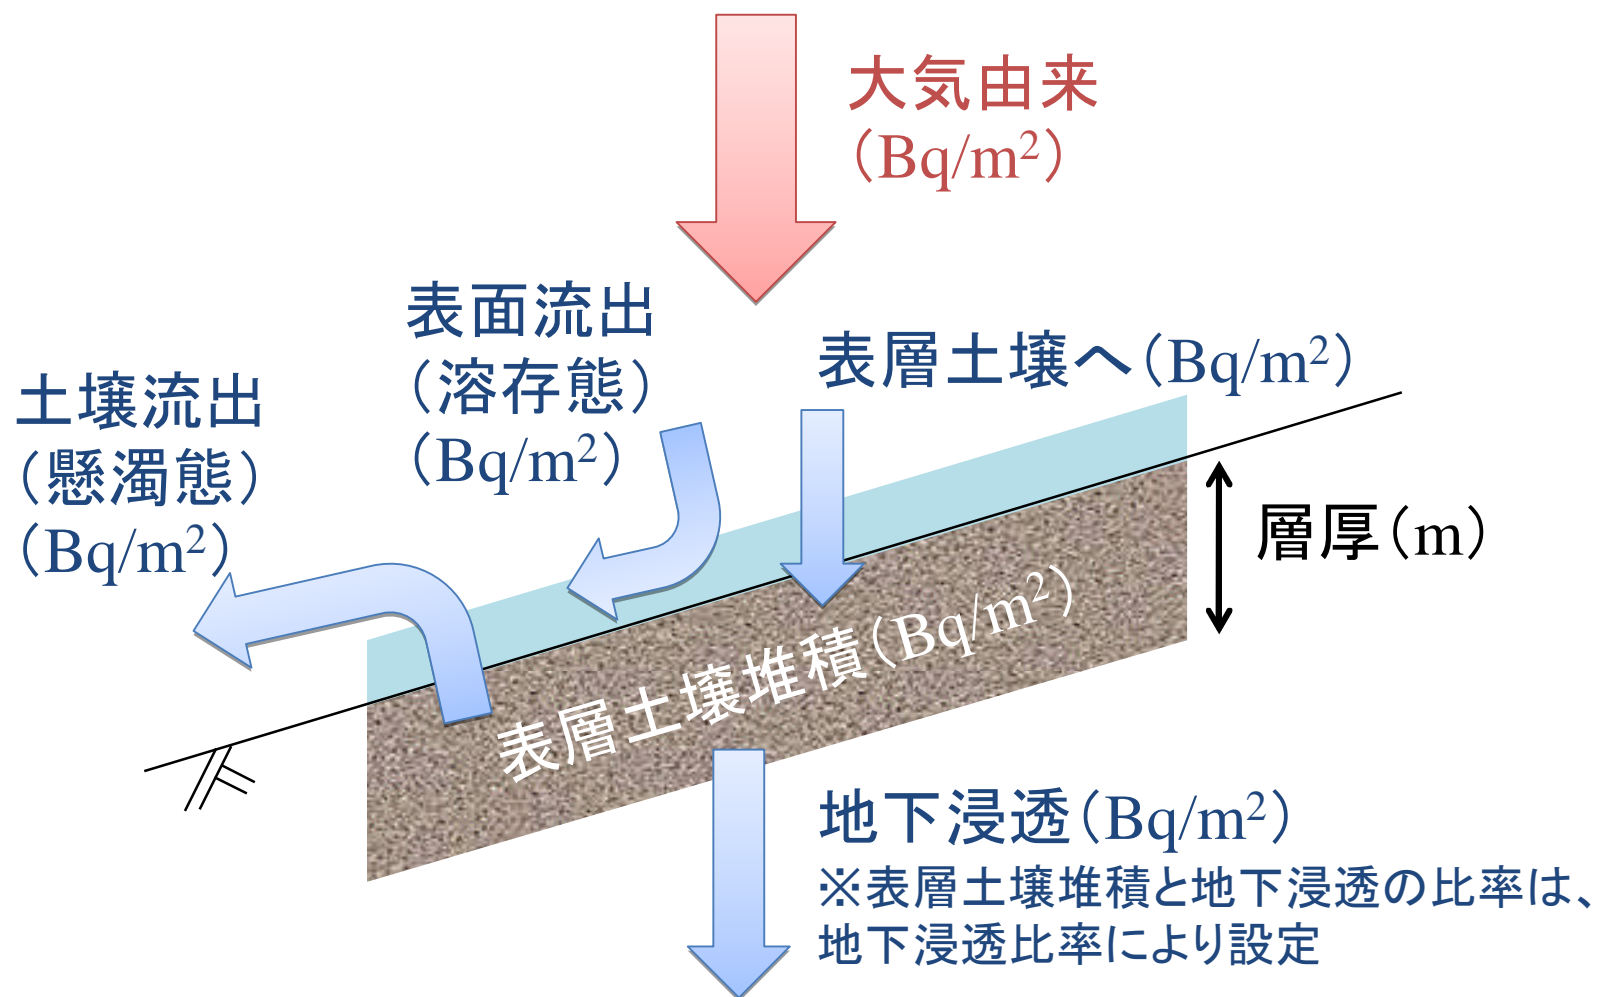 大気由来
（Bq/m²）
表面流出
（溶存態）
（Bq/m²）
表層土壌へ（Bq/m²）
土壌流出
（懸濁態）
（Bq/m²）
層厚（m）
表層土壌堆積（Bq/m²）
地下浸透（Bq/m²）
※表層土壌堆積と地下浸透の比率は、
地下浸透比率により設定